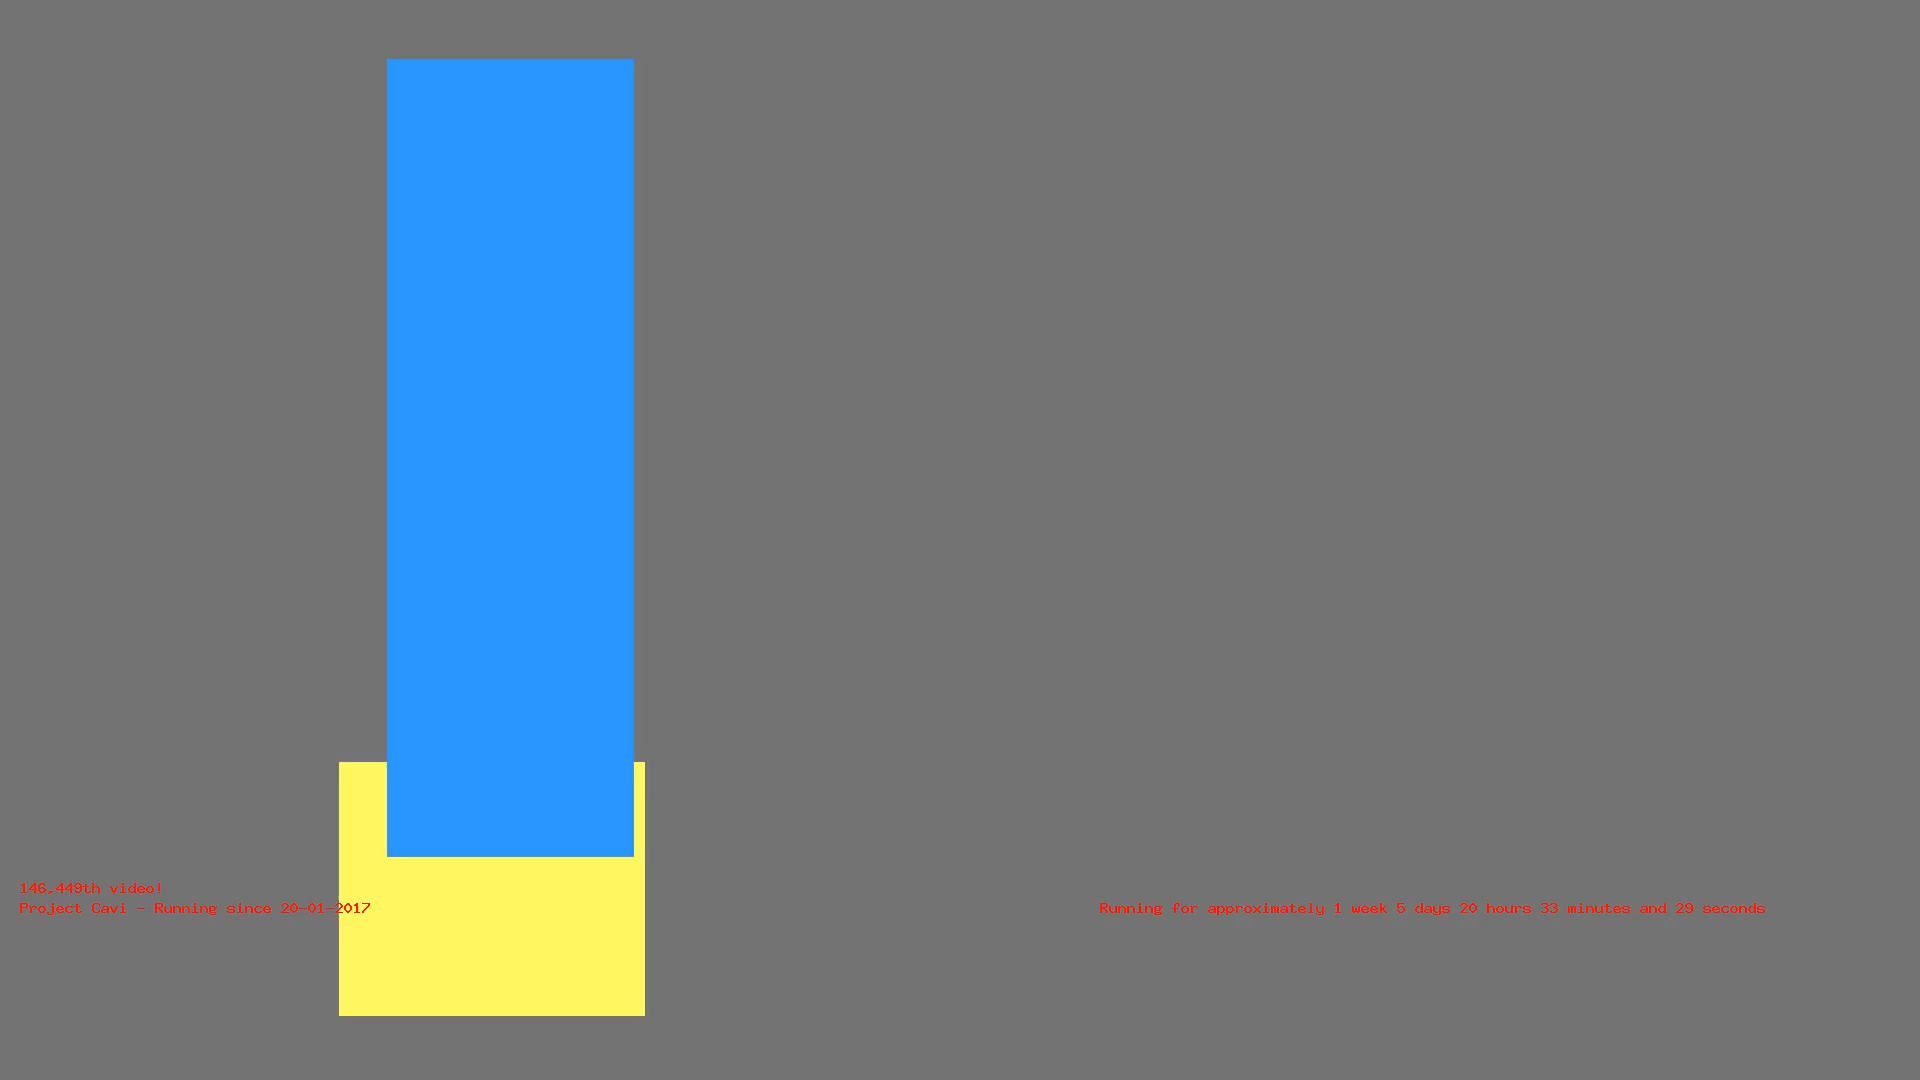 146,449th video!
Project Cavi - Running since 20-01-2017
Running for approximately 1 week 5 days 20 hours 33 minutes and 29 seconds